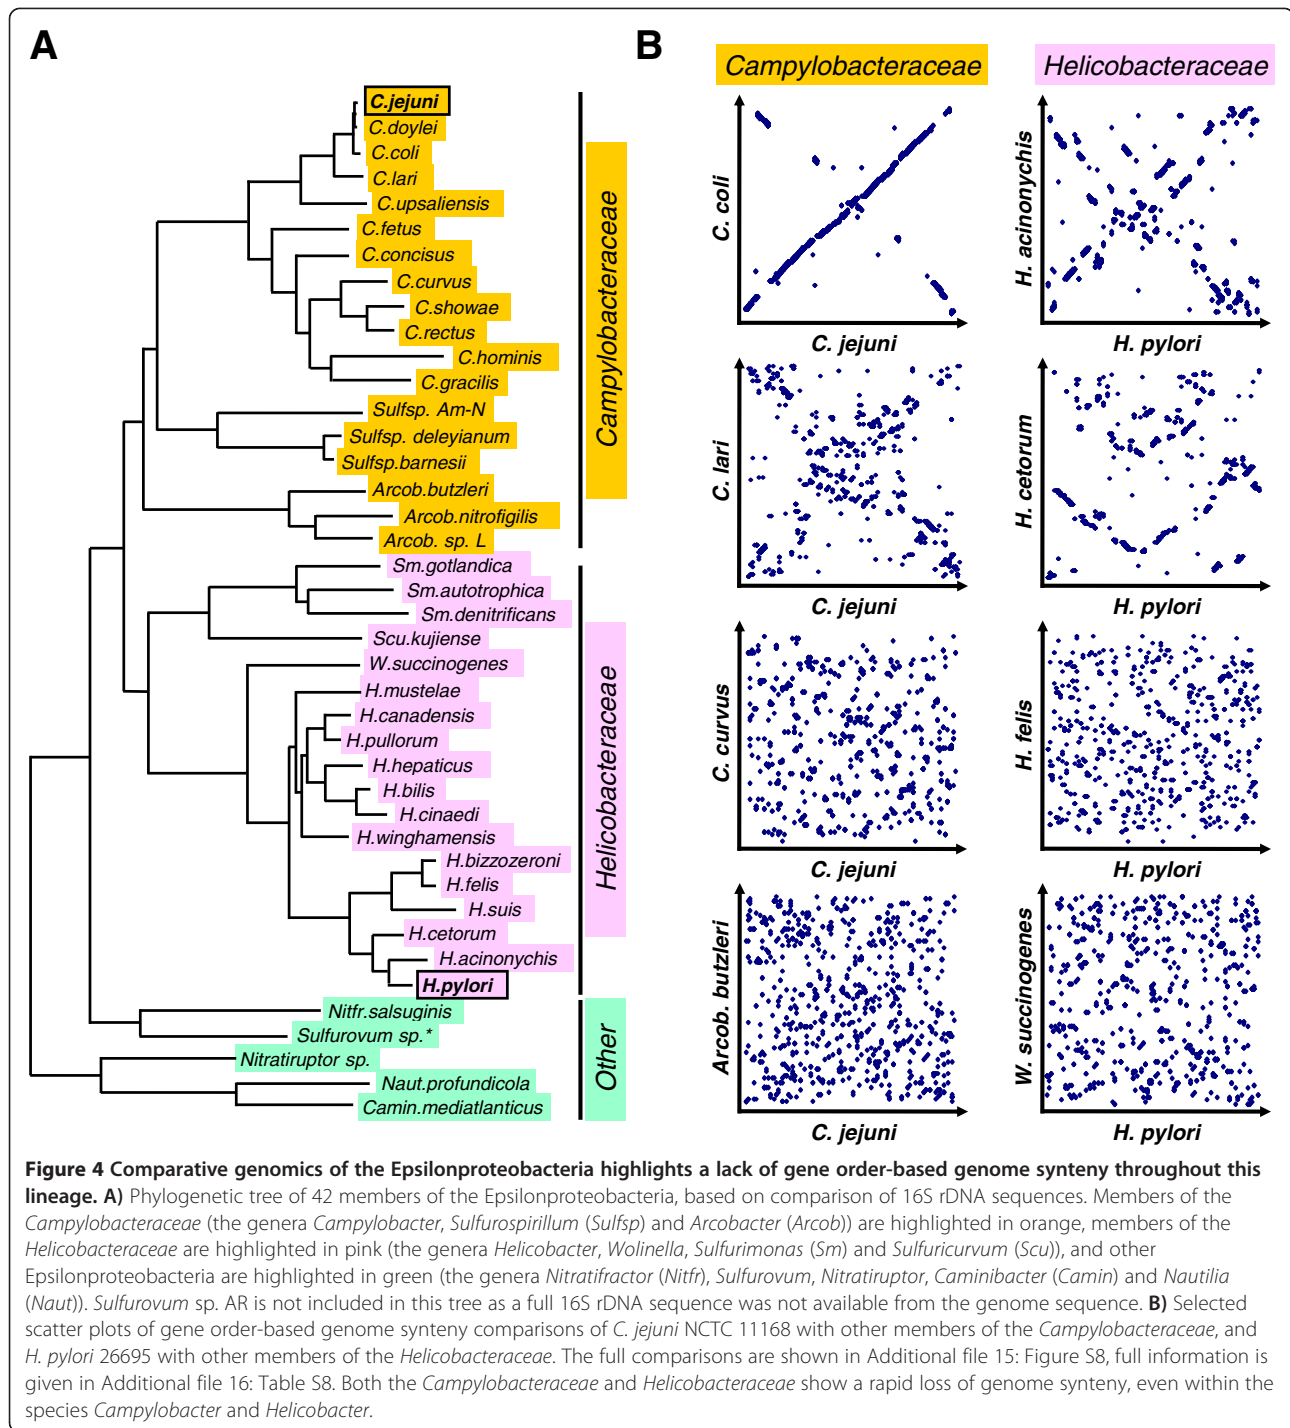 A
C.jejuni
C.doylei
C.coli
C.lari
C.upsaliensis
C.fetus
C.concisus
C.curvus
C.showae
C.rectus
C.hominis
C.gracilis
Sulfsp. Am-N
Sulfsp. deleyianum
Sulfsp.barnesii
Arcob.butzleri
Arcob.nitrofigilis
Arcob. sp. L
Campylobacteraceae
Sm.gotlandica
Sm.autotrophica
Sm.denitrificans
Scu.kujiense
W.succinogenes
H.mustelae
H.canadensis
H.pullorum
H.hepaticus
H.bilis
H.cinaedi
H.winghamensis
H.bizzozeroni
H.felis
H.suis
H.cetorum
H.acinonychis
H.pylori
Helicobacteraceae
Nitfr.salsuginis
Sulfurovum sp.*
Nitratiruptor sp.
Naut.profundicola
Camin.mediatlanticus
Other
B
Campylobacteraceae
Helicobacteraceae
C. coli
C. jejuni
H. acinonychis
H. pylori
C. lari
C. jejuni
H. cetorum
H. pylori
C. curvus
C. jejuni
H. felis
H. pylori
Arcob. butzleri
C. jejuni
W. succinogenes
H. pylori
Figure 4 Comparative genomics of the Epsilonproteobacteria highlights a lack of gene order-based genome synteny throughout this
lineage. A) Phylogenetic tree of 42 members of the Epsilonproteobacteria, based on comparison of 16S rDNA sequences. Members of the
Campylobacteraceae (the genera Campylobacter, Sulfurospirillum (Sulfsp) and Arcobacter (Arcob)) are highlighted in orange, members of the
Helicobacteraceae are highlighted in pink (the genera Helicobacter, Wolinella, Sulfurimonas (Sm) and Sulfuricurvum (Scu)), and other
Epsilonproteobacteria are highlighted in green (the genera Nitratifractor (Nitfr), Sulfurovum, Nitratiruptor, Caminibacter (Camin) and Nautilia
(Naut)). Sulfurovum sp. AR is not included in this tree as a full 16S rDNA sequence was not available from the genome sequence. B) Selected
scatter plots of gene order-based genome synteny comparisons of C. jejuni NCTC 11168 with other members of the Campylobacteraceae, and
H. pylori 26695 with other members of the Helicobacteraceae. The full comparisons are shown in Additional file 15: Figure S8, full information is
given in Additional file 16: Table S8. Both the Campylobacteraceae and Helicobacteraceae show a rapid loss of genome synteny, even within the
species Campylobacter and Helicobacter.